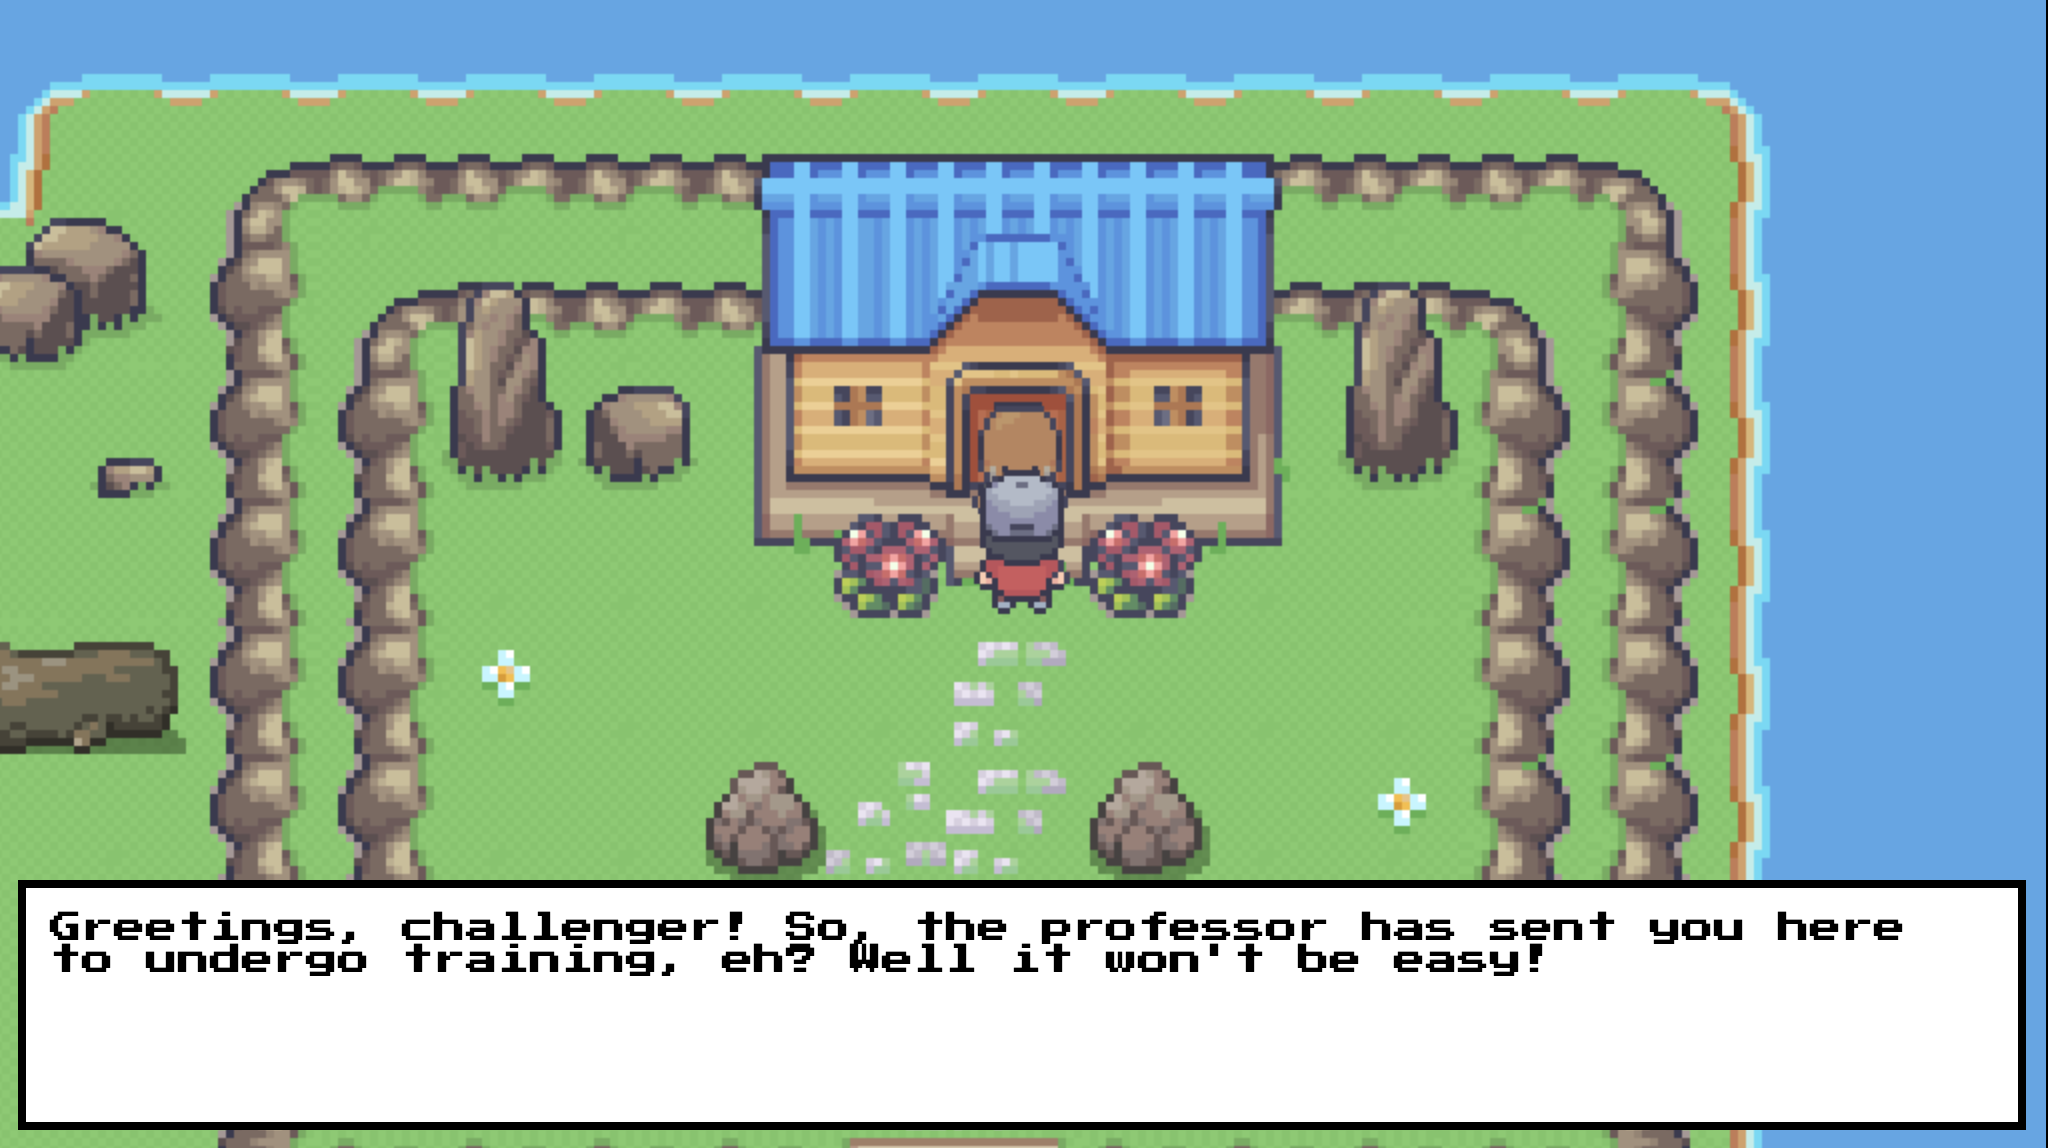 Greetings, challenger! So, the professor has sent you here
to undergo training, eh? Well it won't be easy!